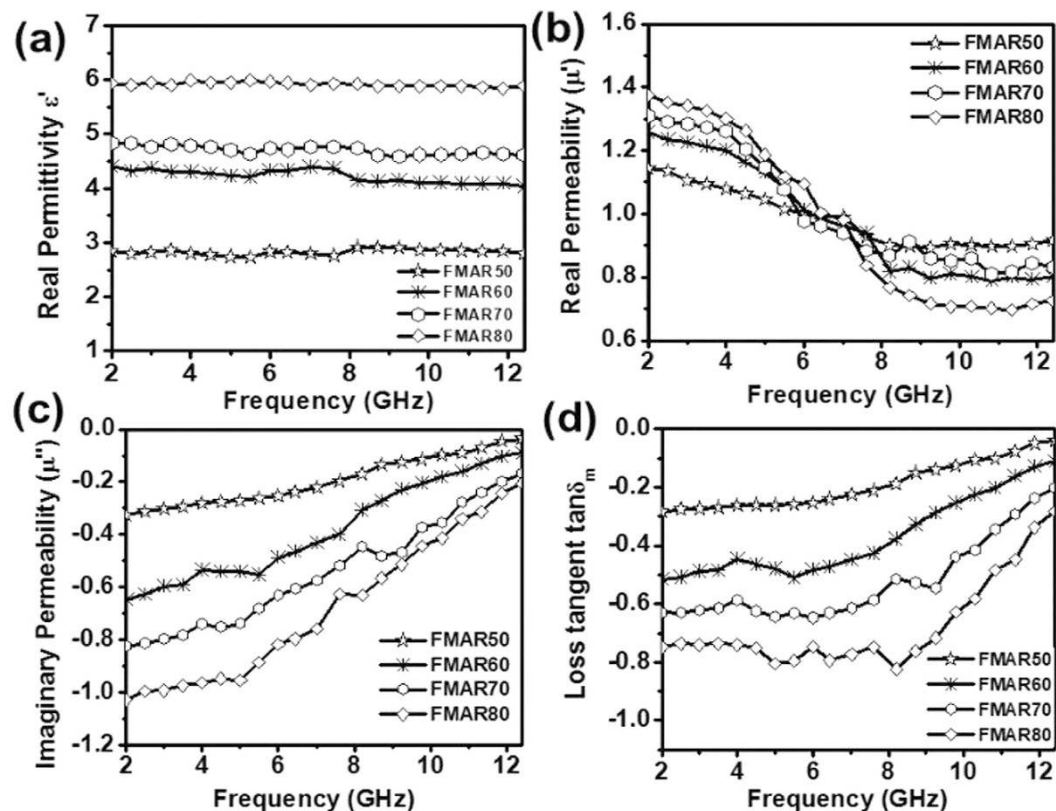 (a)
Real Permittivity ε'
7
6
5
4
3
2
1
FMAR50
FMAR60
FMAR70
FMAR80
2 4 6 8 10 12
Frequency (GHz)
(b)
Real Permeability (μ')
1.6
1.4
1.2
1.0
0.8
0.6
FMAR50
FMAR60
FMAR70
FMAR80
2 4 6 8 10 12
Frequency (GHz)
(c)
Imaginary Permeability (μ")
0.0
-0.2
-0.4
-0.6
-0.8
-1.0
-1.2
FMAR50
FMAR60
FMAR70
FMAR80
2 4 6 8 10 12
Frequency (GHz)
(d)
Loss tangent tanδm
0.0
-0.2
-0.4
-0.6
-0.8
-1.0
FMAR50
FMAR60
FMAR70
FMAR80
2 4 6 8 10 12
Frequency (GHz)